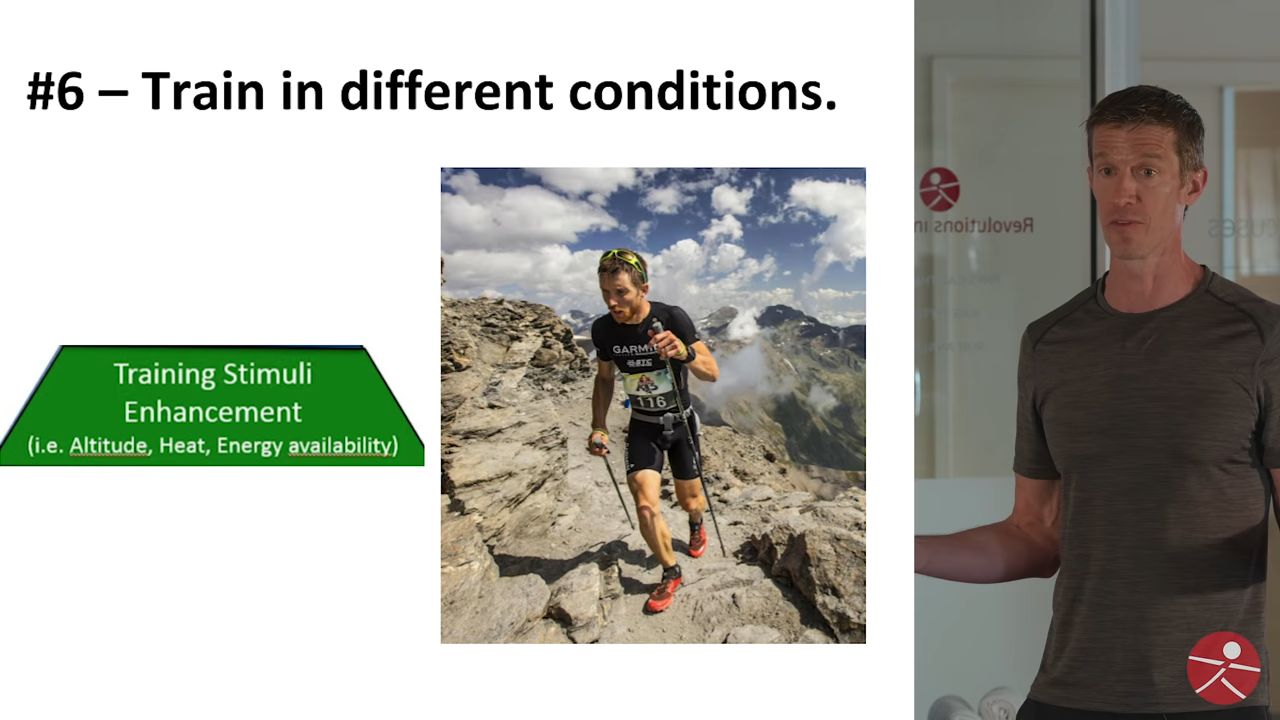 #6 – Train in different conditions.
Training Stimuli
Enhancement
(i.e. Altitude, Heat, Energy availability)
GARMIN
116
Revolutions in